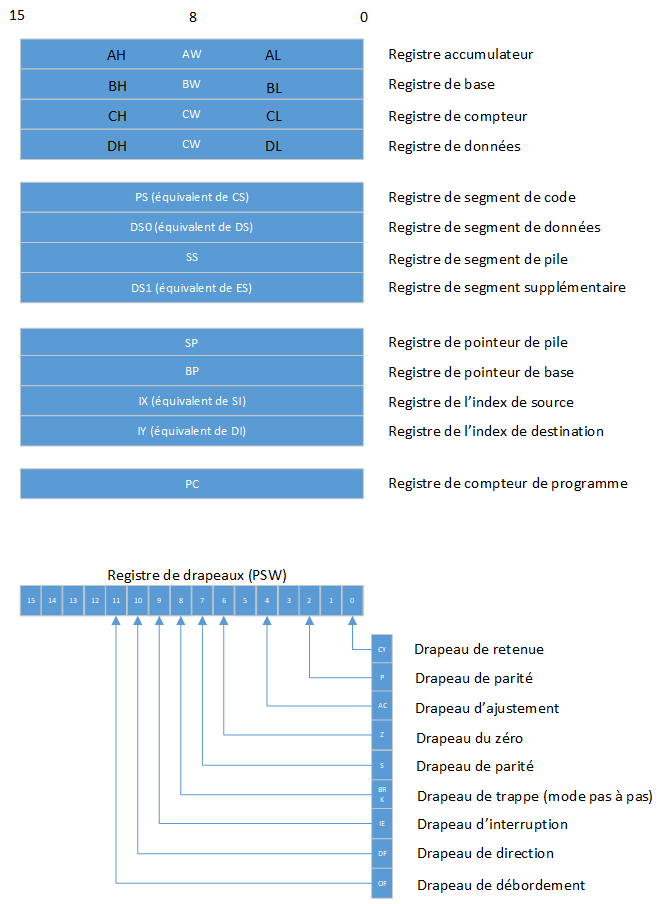 15 8 0
AH AW AL Registre accumulateur
BH BW BL Registre de base
CH CW CL Registre de compteur
DH CW DL Registre de données
PS (équivalent de CS) Registre de segment de code
DS0 (équivalent de DS) Registre de segment de données
SS Registre de segment de pile
DS1 (équivalent de ES) Registre de segment supplémentaire
SP Registre de pointeur de pile
BP Registre de pointeur de base
IX (équivalent de SI) Registre de l’index de source
IY (équivalent de DI) Registre de l’index de destination
PC Registre de compteur de programme
Registre de drapeaux (PSW)
15 14 13 12 11 10 9 8 7 6 5 4 3 2 1 0
CY Drapeau de retenue
P Drapeau de parité
AC Drapeau d’ajustement
Z Drapeau du zéro
S Drapeau de parité
BRK Drapeau de trappe (mode pas à pas)
IE Drapeau d’interruption
DF Drapeau de direction
OF Drapeau de débordement